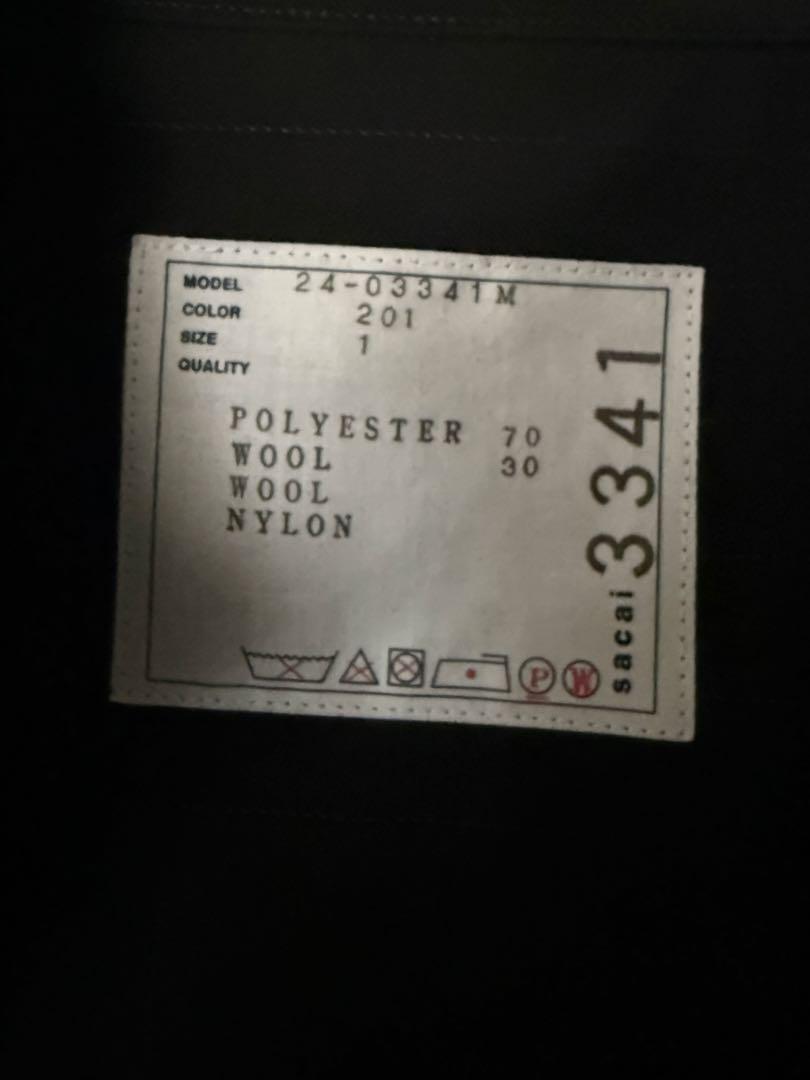 MODEL 24-03341M
COLOR 201
SIZE 1
QUALITY
POLYESTER 70
WOOL 30
WOOL
NYLON
P W
sacai 3341